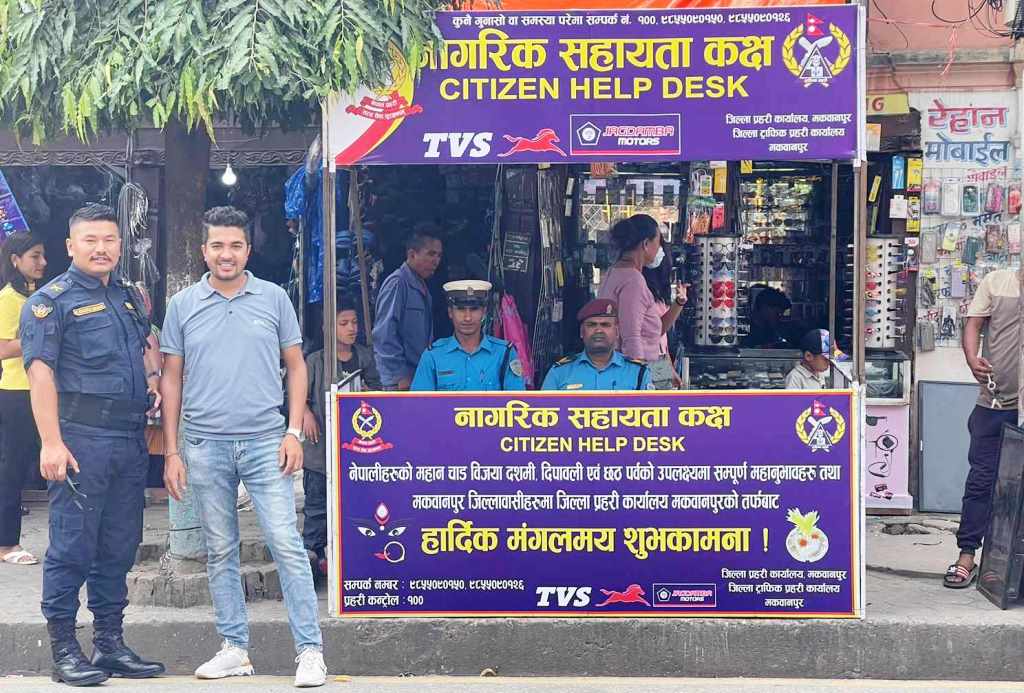 कुनै गुनासो वा समस्या परेमा सम्पर्क नं. १००, ९८५५०९०१५०, ९८५५०९०१२६
नागरिक सहायता कक्ष
CITIZEN HELP DESK
TVS
JAGDAMBA
MOTORS
जिल्ला प्रहरी कार्यालय, मकवानपुर
जिल्ला ट्राफिक प्रहरी कार्यालय
मकवानपुर
रेहान
मोबाईल
नागरिक सहायता कक्ष
CITIZEN HELP DESK
नेपालीहरुको महान चाड विजया दशमी, दिपावली एवं छठ पर्वको उपलक्ष्यमा सम्पूर्ण महानुभावहरु तथा
मकवानपुर जिल्लावासीहरुमा जिल्ला प्रहरी कार्यालय मकवानपुरको तर्फबाट
हार्दिक मंगलमय शुभकामना !
सम्पर्क नम्बर : ९८५५०९०१५०, ९८५५०९०१२६
प्रहरी कन्ट्रोल : १००
TVS
JAGDAMBA
MOTORS
जिल्ला प्रहरी कार्यालय, मकवानपुर
जिल्ला ट्राफिक प्रहरी कार्यालय
मकवानपुर